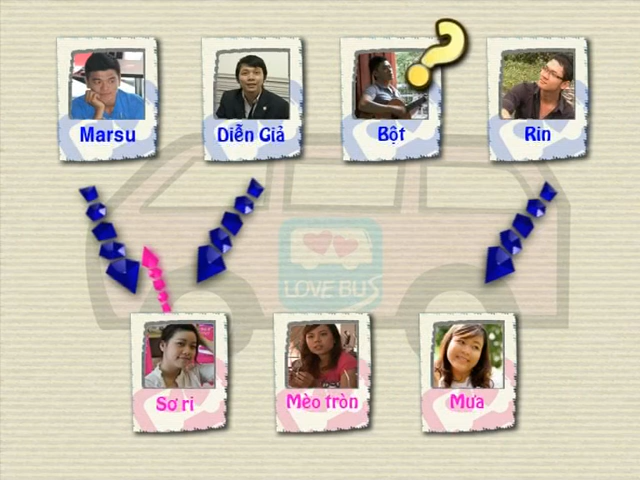 Marsu
Diễn Giả
Bột
?
Rin
LOVE BUS
Sơ ri
Mèo tròn
Mưa